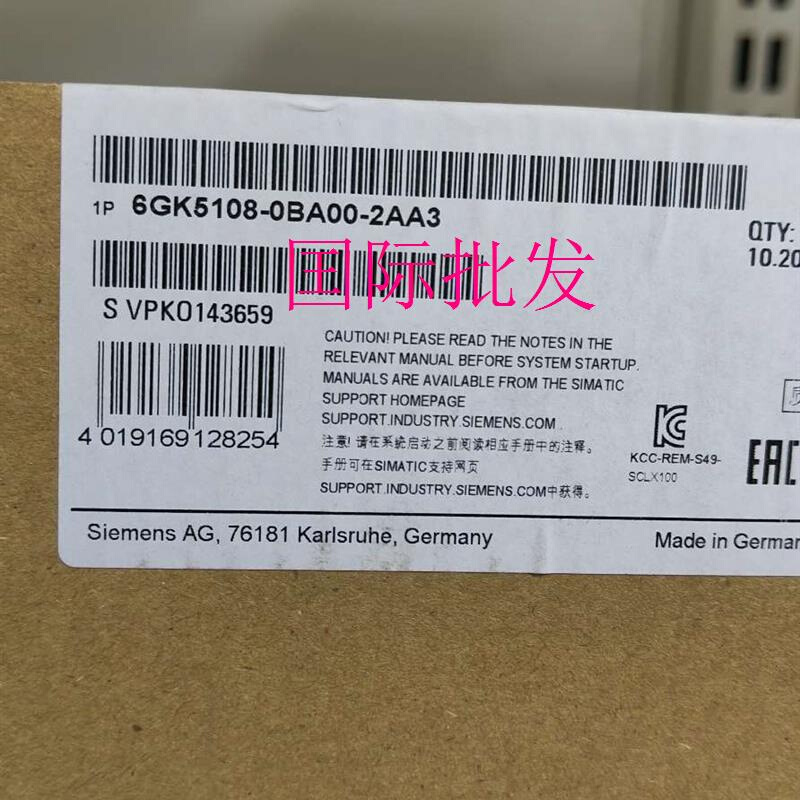 1P 6GK5108-0BA00-2AA3
QTY:
10.20
国际批发
S VPKO143659
CAUTION! PLEASE READ THE NOTES IN THE
RELEVANT MANUAL BEFORE SYSTEM STARTUP.
MANUALS ARE AVAILABLE FROM THE SIMATIC
SUPPORT HOMEPAGE
SUPPORT.INDUSTRY.SIEMENS.COM .
注意! 请在系统启动之前阅读相应手册中的注释。
手册可在SIMATIC支持网页
SUPPORT.INDUSTRY.SIEMENS.COM中获得。
4 019169128254
KC
KCC-REM-S49-
SCLX100
EAC
Siemens AG, 76181 Karlsruhe, Germany
Made in German